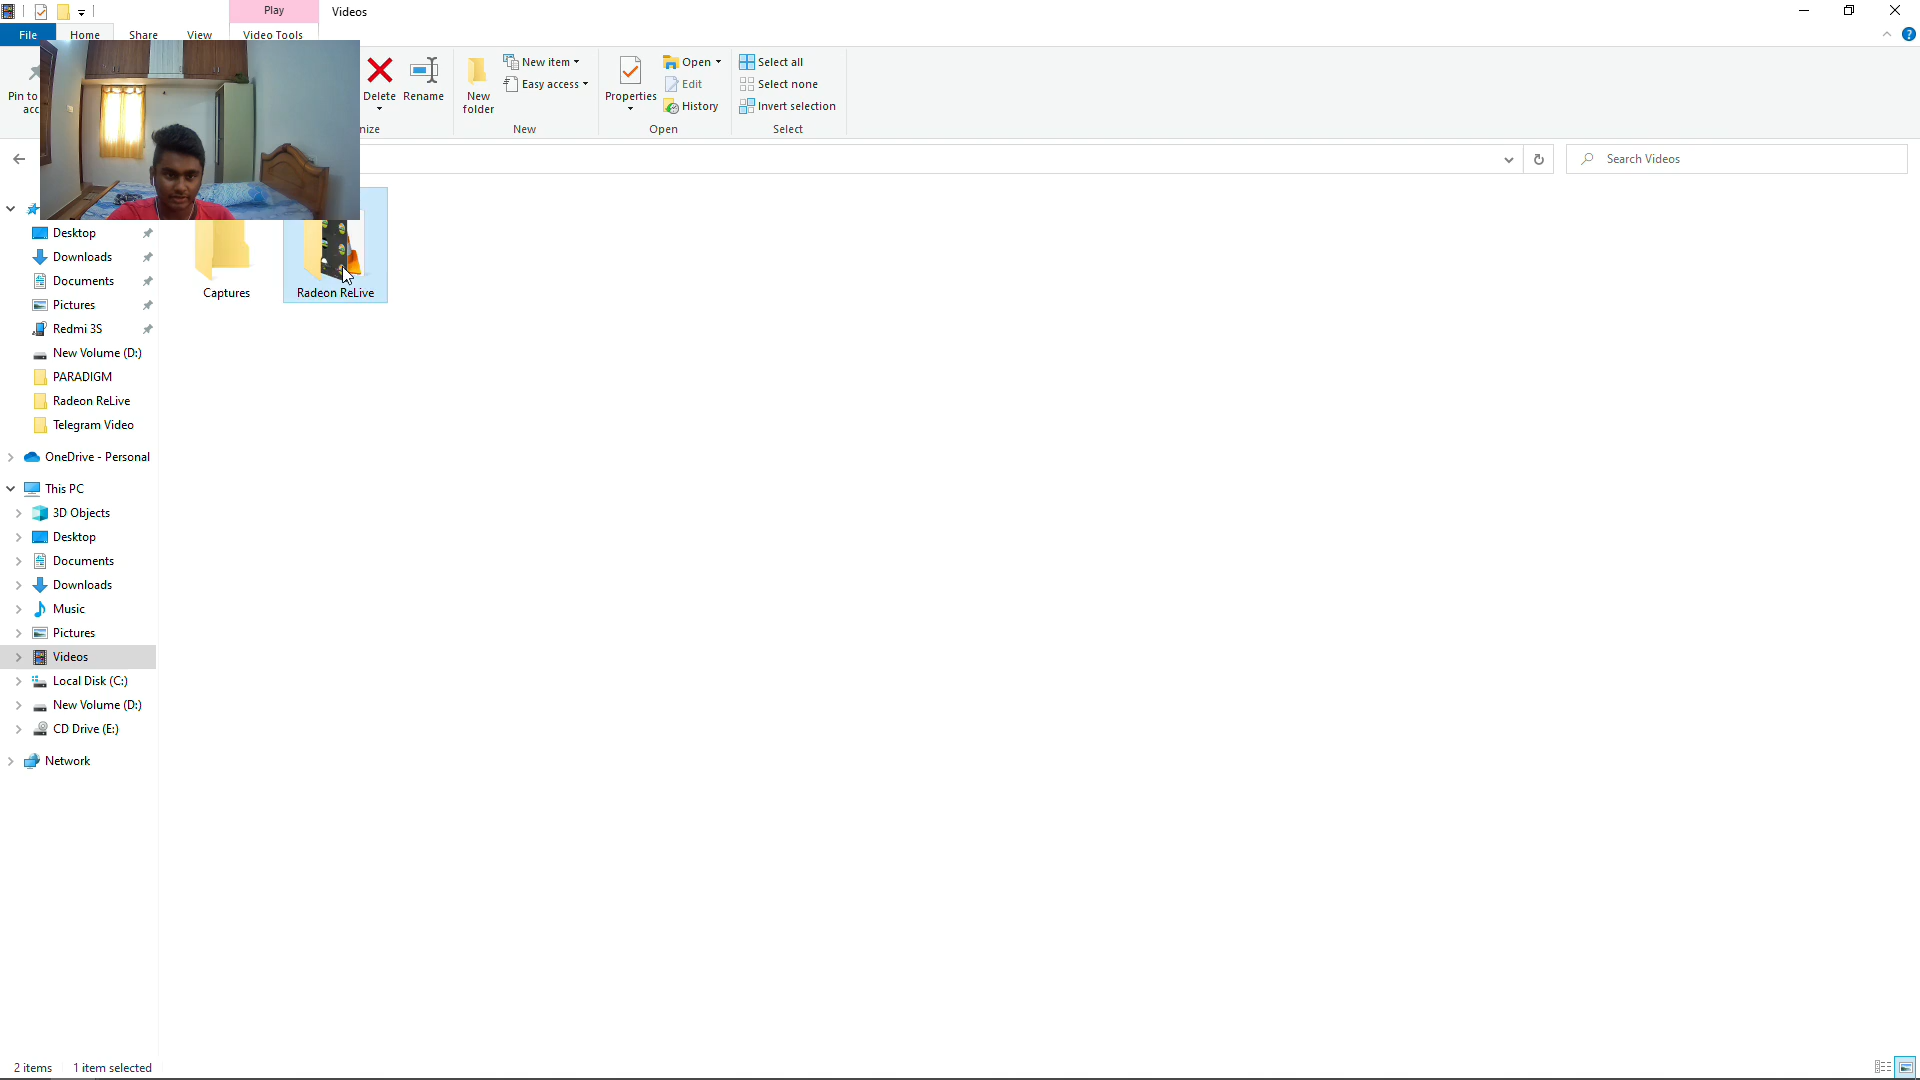 Play
Videos
File
Home
Share
View
Video Tools
Pin to
acc
Delete
Rename
nize
New
folder
New item
Easy access
New
Properties
Open
Edit
History
Open
Select all
Select none
Invert selection
Select
Search Videos
Desktop
Downloads
Documents
Pictures
Redmi 3S
New Volume (D:)
PARADIGM
Radeon ReLive
Telegram Video
OneDrive - Personal
This PC
3D Objects
Desktop
Documents
Downloads
Music
Pictures
Videos
Local Disk (C:)
New Volume (D:)
CD Drive (E:)
Network
Captures
Radeon ReLive
2 items
1 item selected